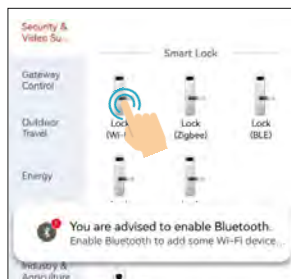 Security &
Video Su...
Smart Lock
Gateway
Control
Outdoor
Travel
Lock
(Wi-F
Lock
(Zigbee)
Lock
(BLE)
Energy
You are advised to enable Bluetooth.
Enable Bluetooth to add some Wi-Fi device...
Industry &
Agriculture